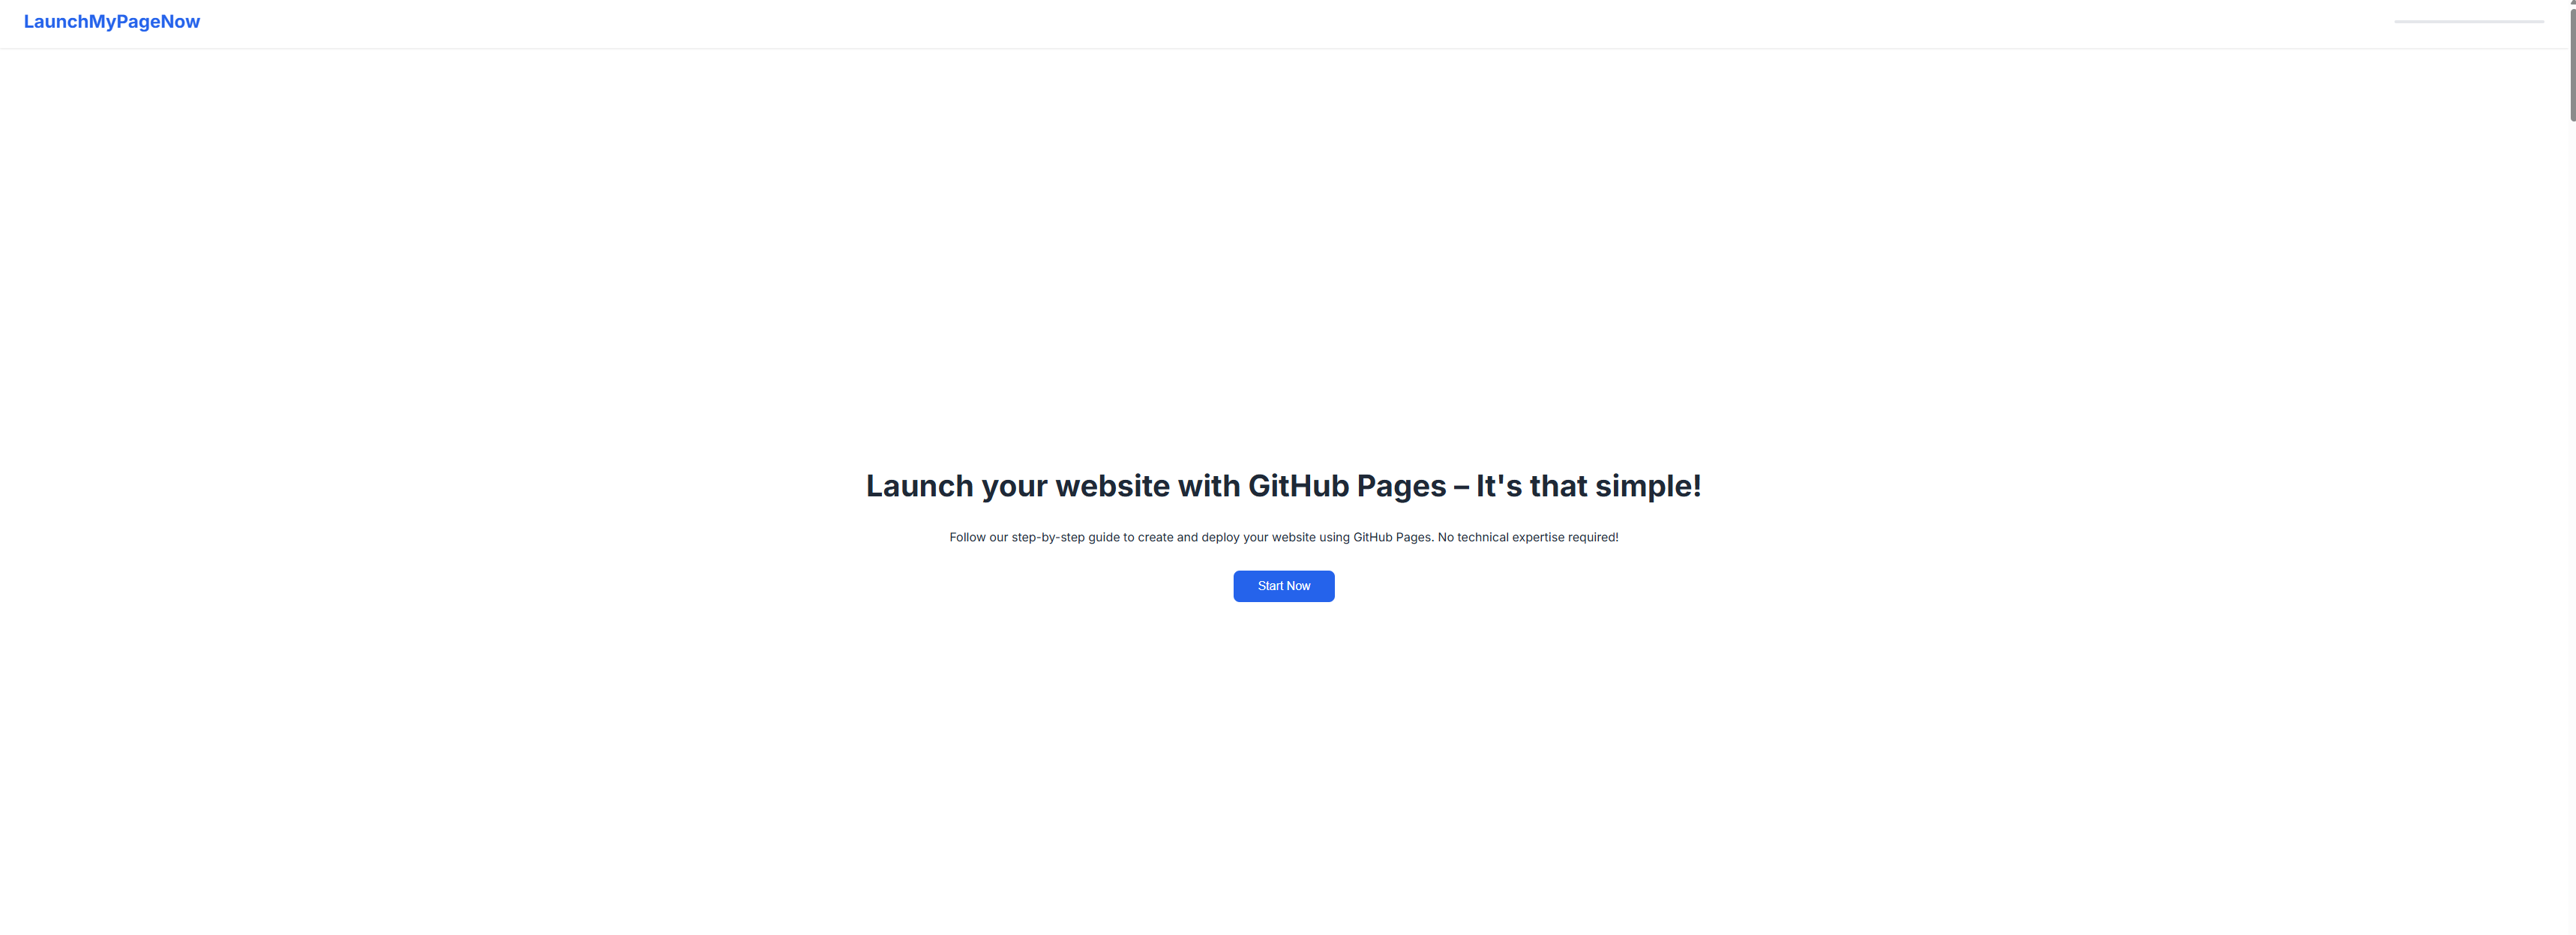 LaunchMyPageNow
Launch your website with GitHub Pages – It's that simple!
Follow our step-by-step guide to create and deploy your website using GitHub Pages. No technical expertise required!
Start Now